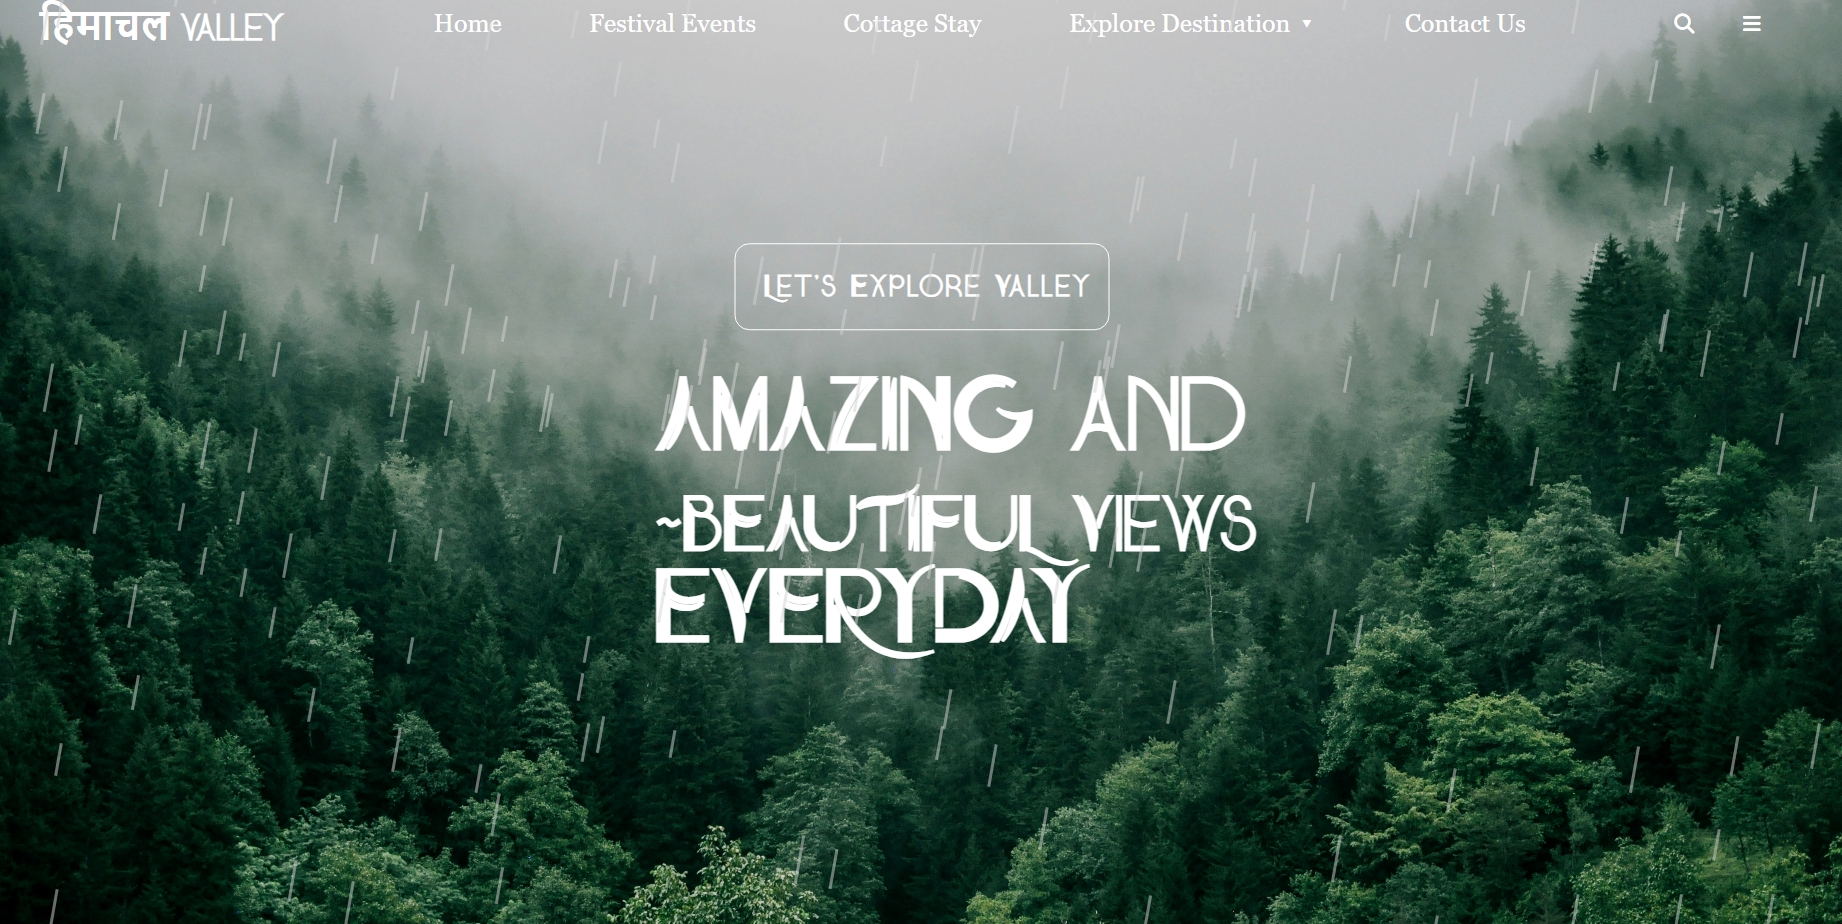 हिमाचल VALLEY
Home
Festival Events
Cottage Stay
Explore Destination ▼
Contact Us
LET'S EXPLORE VALLEY
AMAZING AND
~BEAUTIFUL VIEWS
EVERYDAY